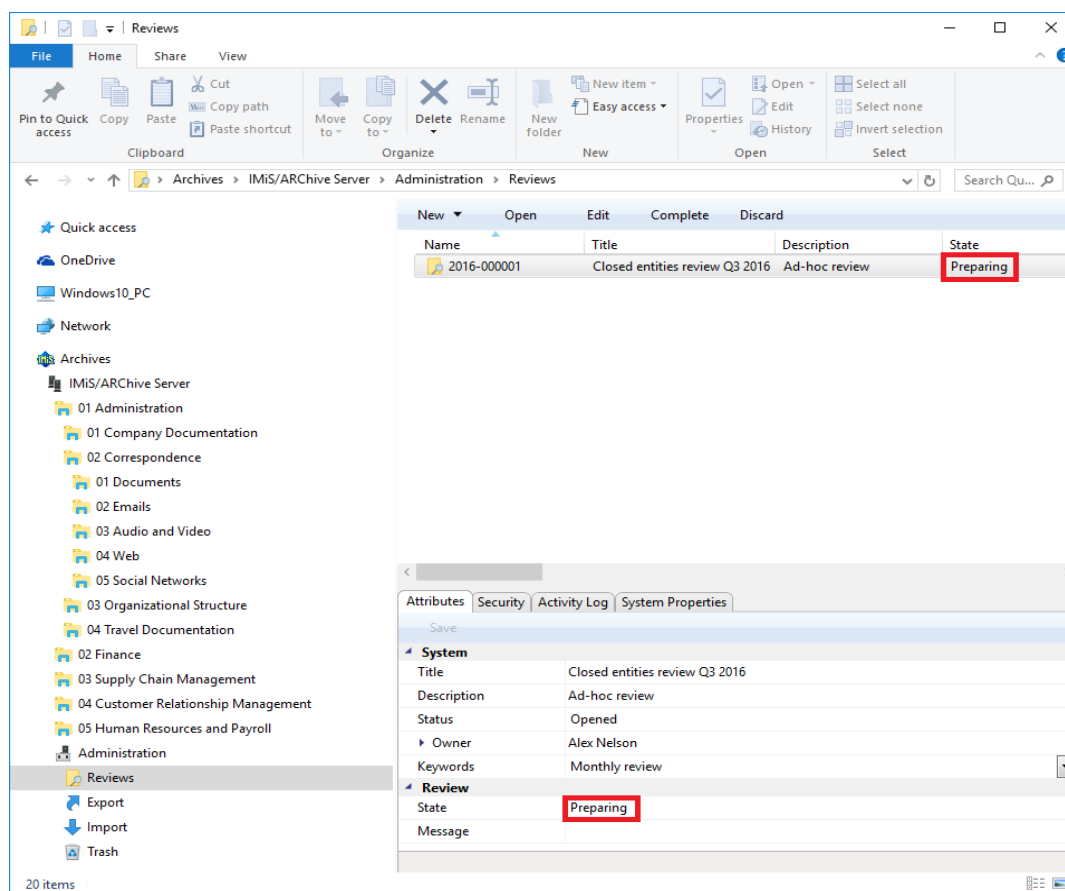 Reviews
File Home Share View
Pin to Quick access
Copy
Paste
Cut
Copy path
Paste shortcut
Clipboard
Move to
Copy to
Delete
Rename
Organize
New folder
New item
Easy access
New
Properties
Open
Edit
History
Open
Select all
Select none
Invert selection
Select
Archives > IMiS/ARChive Server > Administration > Reviews
Search Qu...
Quick access
OneDrive
Windows10_PC
Network
Archives
IMiS/ARChive Server
01 Administration
01 Company Documentation
02 Correspondence
01 Documents
02 Emails
03 Audio and Video
04 Web
05 Social Networks
03 Organizational Structure
04 Travel Documentation
02 Finance
03 Supply Chain Management
04 Customer Relationship Management
05 Human Resources and Payroll
Administration
Reviews
Export
Import
Trash
New Open Edit Complete Discard
Name Title Description State
2016-000001 Closed entities review Q3 2016 Ad-hoc review Preparing
Attributes Security Activity Log System Properties
Save
System
Title Closed entities review Q3 2016
Description Ad-hoc review
Status Opened
Owner Alex Nelson
Keywords Monthly review
Review
State Preparing
Message
20 items